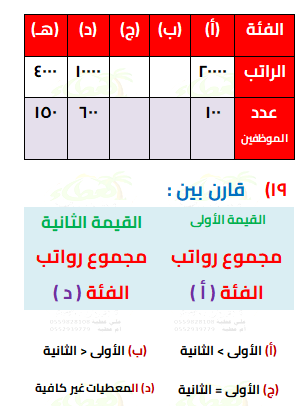 الفئة (أ) (ب) (ج) (د) (هـ)
الراتب ٢٠٠٠٠ ١٠٠٠٠ ٤٠٠٠
عدد الموظفين ١٠٠ ٦٠٠ ١٥٠
١٩) قارن بين :
القيمة الأولى القيمة الثانية
مجموع رواتب مجموع رواتب
الفئة ( أ ) الفئة ( د )
(أ) الأولى > الثانية (ب) الأولى < الثانية
(ج) الأولى = الثانية (د) المعطيات غير كافية